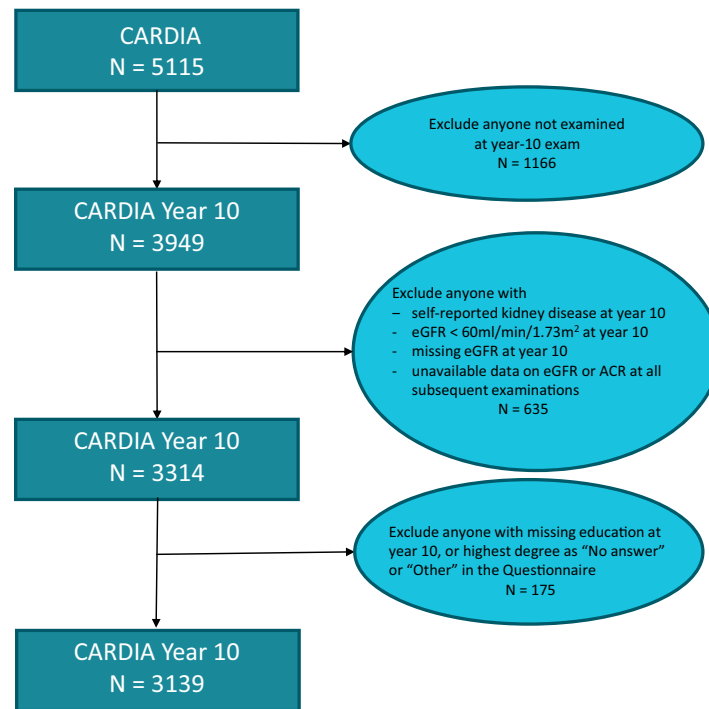 CARDIA
N = 5115
Exclude anyone not examined
at year-10 exam
N = 1166
CARDIA Year 10
N = 3949
Exclude anyone with
– self-reported kidney disease at year 10
- eGFR < 60ml/min/1.73m² at year 10
- missing eGFR at year 10
- unavailable data on eGFR or ACR at all
subsequent examinations
N = 635
CARDIA Year 10
N = 3314
Exclude anyone with missing education at
year 10, or highest degree as “No answer”
or “Other” in the Questionnaire
N = 175
CARDIA Year 10
N = 3139